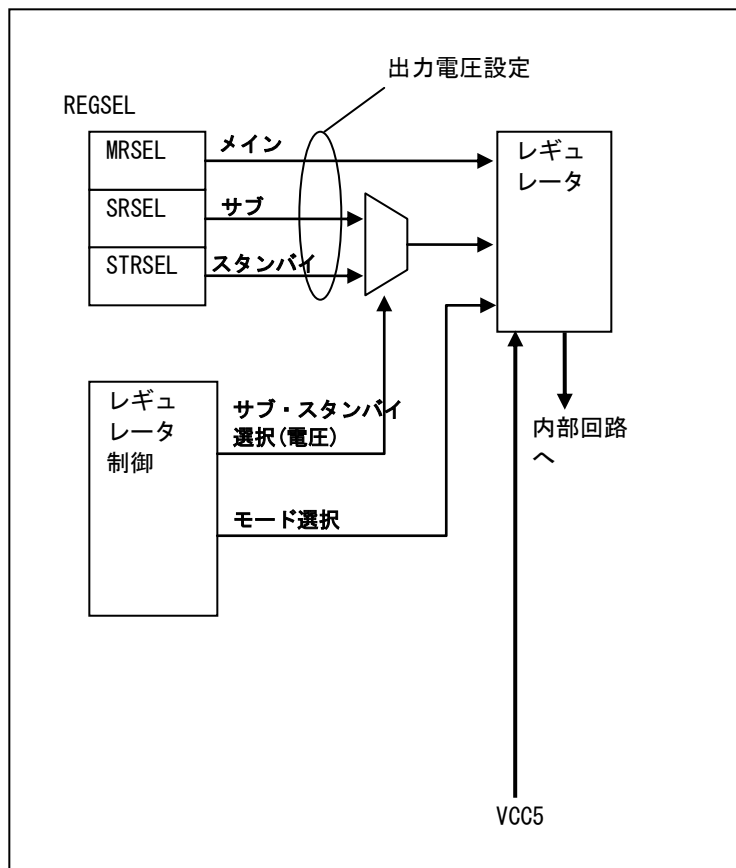 出力電圧設定
REGSEL
MRSEL
メイン
レギュ
レータ
SRSEL
サブ
STRSEL
スタンバイ
レギュ
レータ
制御
サブ・スタンバイ
選択(電圧)
内部回路
へ
モード選択
VCC5